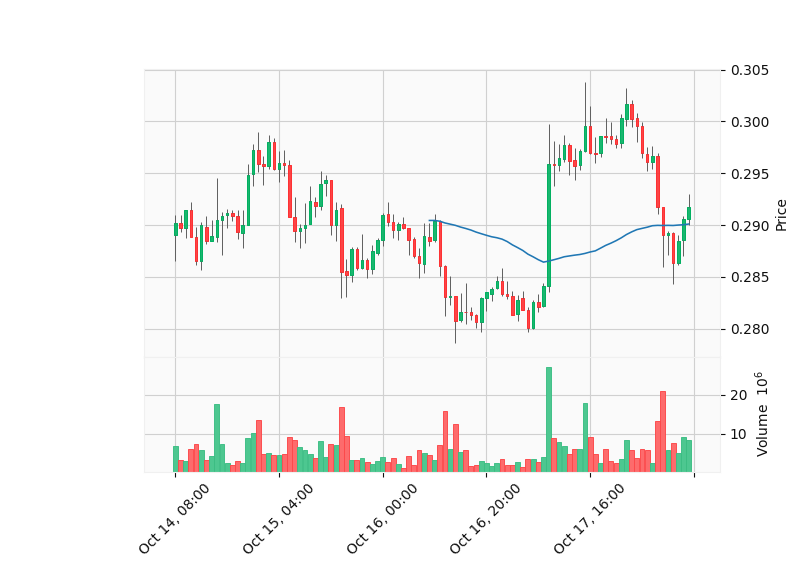 0.305
0.300
0.295
0.290
0.285
0.280
Price
20
10
Volume 10^6
Oct 14, 08:00
Oct 15, 04:00
Oct 16, 00:00
Oct 16, 20:00
Oct 17, 16:00